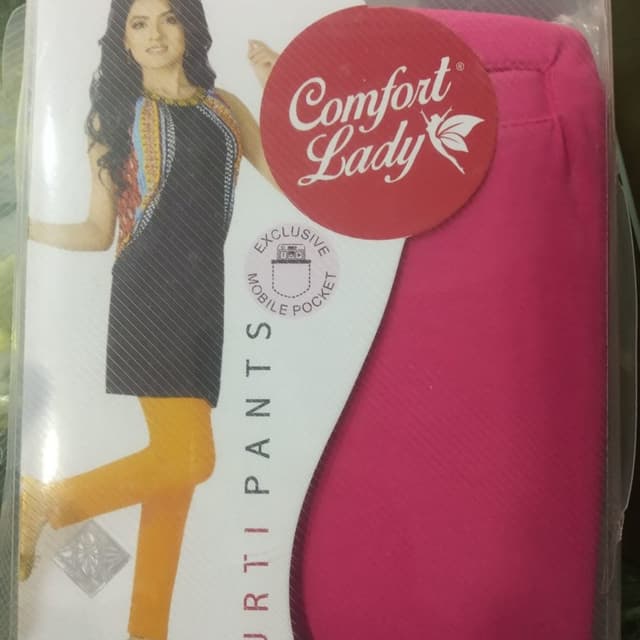 Comfort
Lady®
EXCLUSIVE
MOBILE POCKET
URTI PANTS